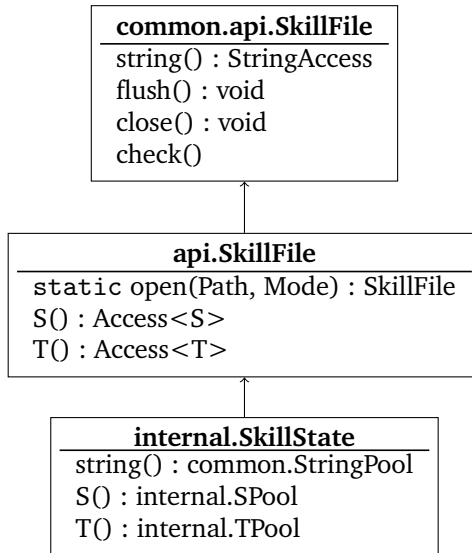 common.api.SkillFile
string() : StringAccess
flush() : void
close() : void
check()
api.SkillFile
static open(Path, Mode) : SkillFile
S() : Access<S>
T() : Access<T>
internal.SkillState
string() : common.StringPool
S() : internal.SPool
T() : internal.TPool